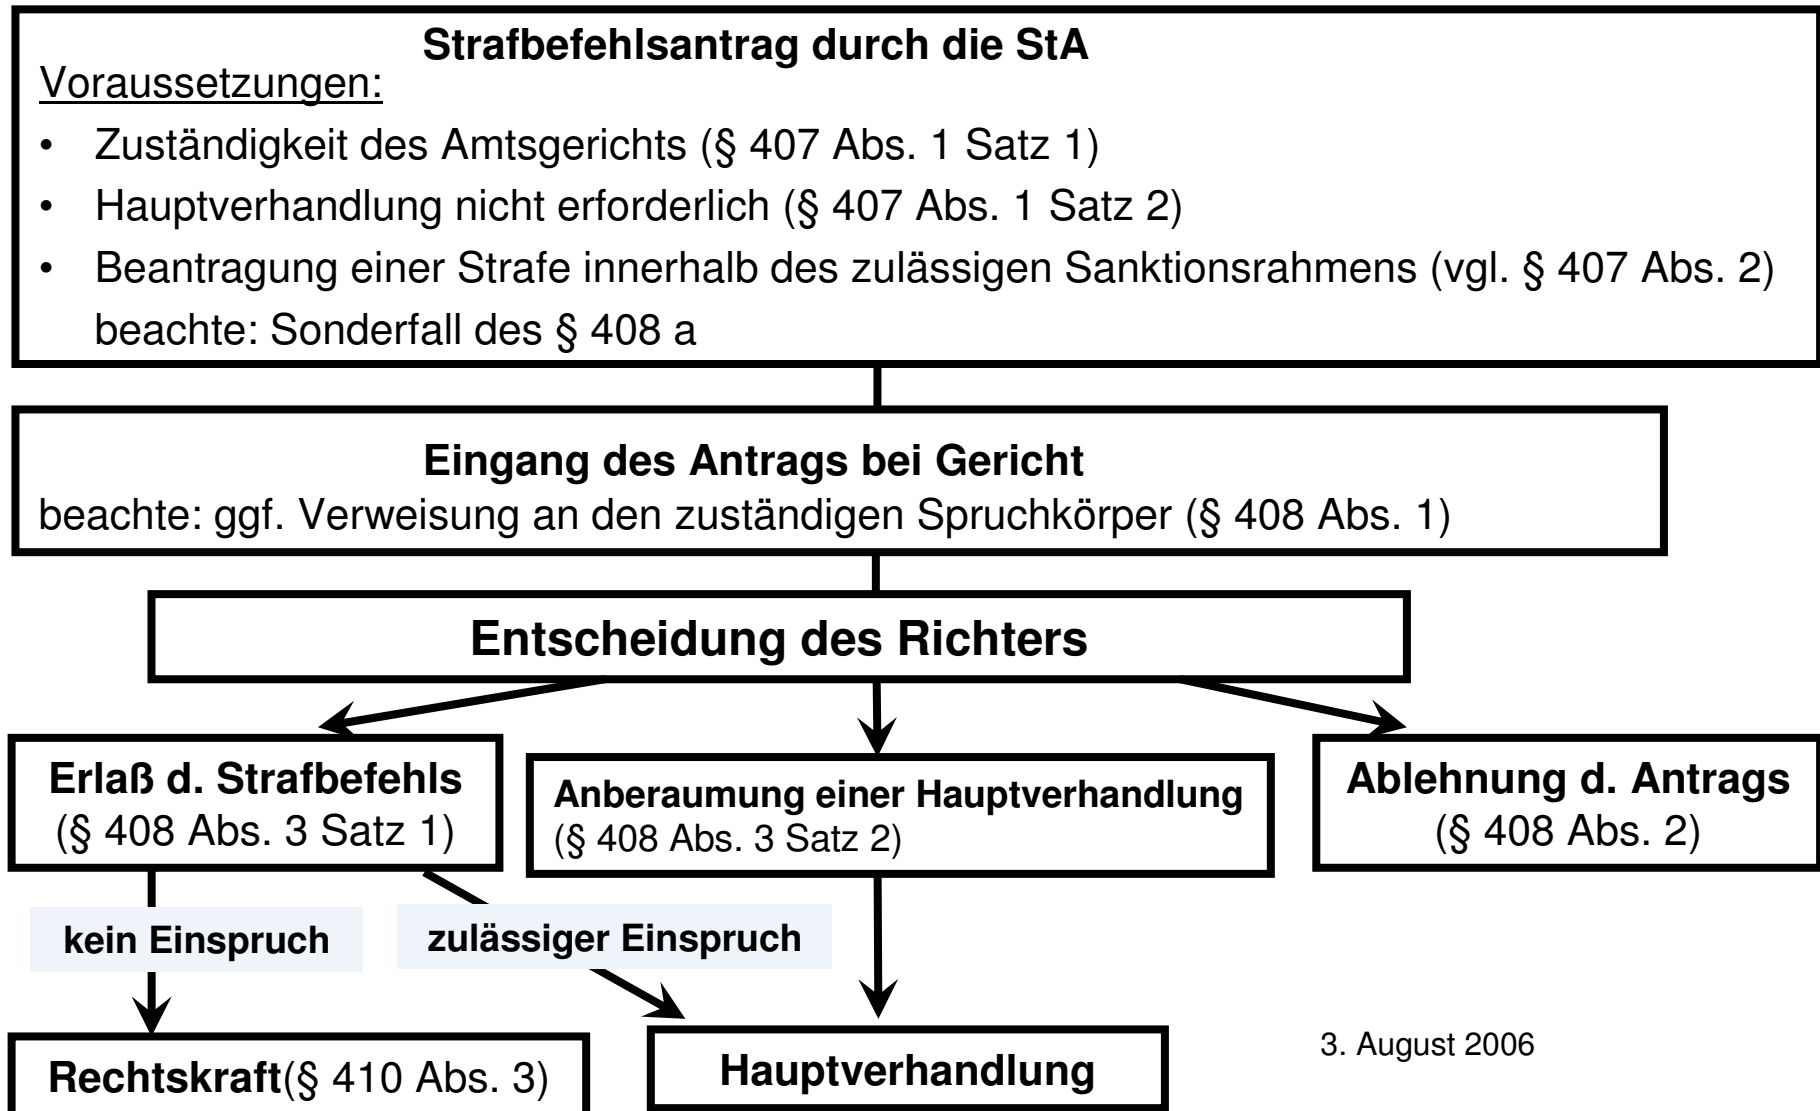 Strafbefehlsantrag durch die StA
Voraussetzungen:
• Zuständigkeit des Amtsgerichts (§ 407 Abs. 1 Satz 1)
• Hauptverhandlung nicht erforderlich (§ 407 Abs. 1 Satz 2)
• Beantragung einer Strafe innerhalb des zulässigen Sanktionsrahmens (vgl. § 407 Abs. 2)
beachte: Sonderfall des § 408 a
Eingang des Antrags bei Gericht
beachte: ggf. Verweisung an den zuständigen Spruchkörper (§ 408 Abs. 1)
Entscheidung des Richters
Erlaß d. Strafbefehls
(§ 408 Abs. 3 Satz 1)
Anberaumung einer Hauptverhandlung
(§ 408 Abs. 3 Satz 2)
Ablehnung d. Antrags
(§ 408 Abs. 2)
kein Einspruch
zulässiger Einspruch
Rechtskraft(§ 410 Abs. 3)
Hauptverhandlung
3. August 2006